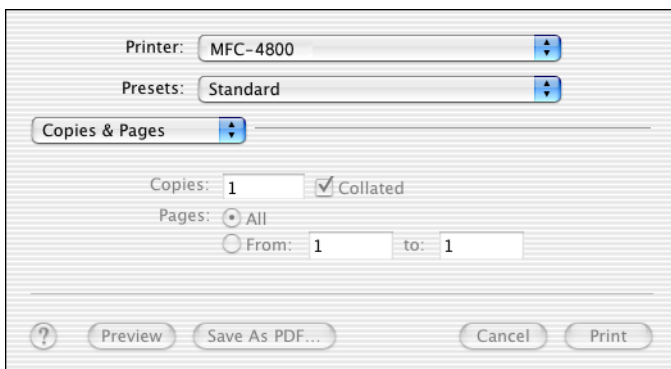 Printer: MFC-4800
Presets: Standard
Copies & Pages
Copies: 1 Collated
Pages: All
From: 1 to: 1
? Preview Save As PDF... Cancel Print